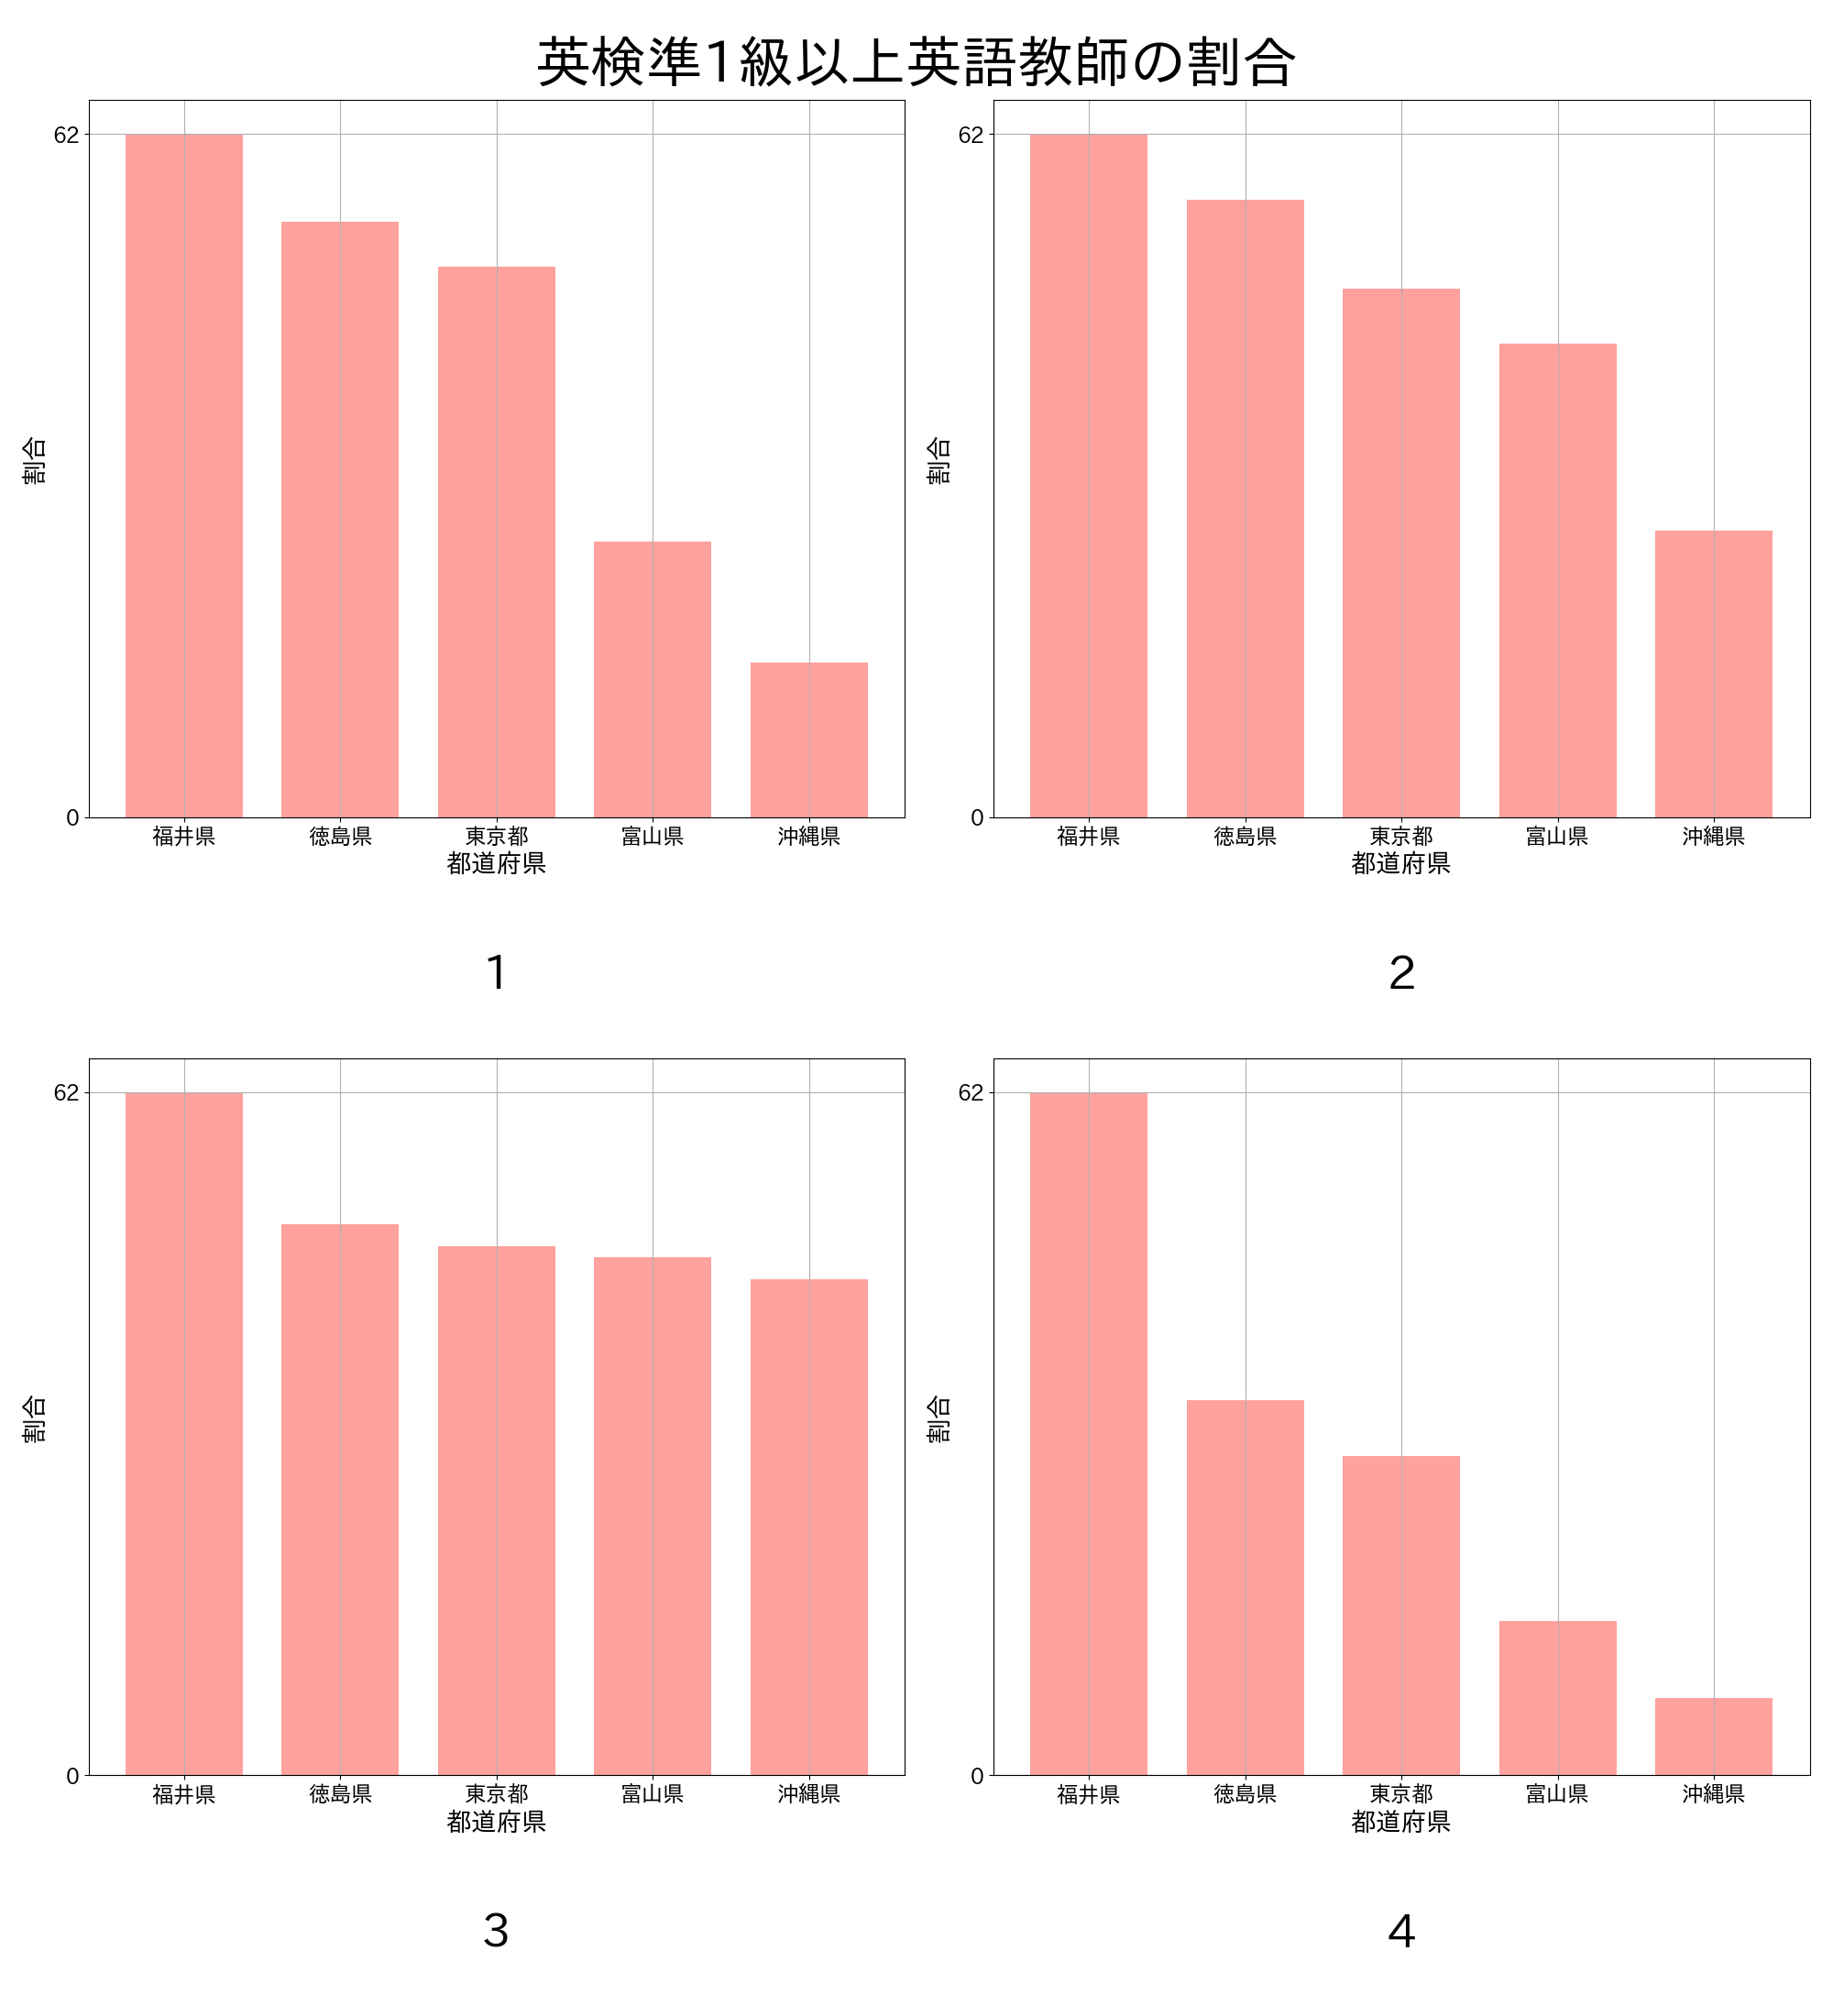 英検準1級以上英語教師の割合
62
0
割合
福井県 徳島県 東京都 富山県 沖縄県
都道府県
1
62
0
割合
福井県 徳島県 東京都 富山県 沖縄県
都道府県
2
62
0
割合
福井県 徳島県 東京都 富山県 沖縄県
都道府県
3
62
0
割合
福井県 徳島県 東京都 富山県 沖縄県
都道府県
4